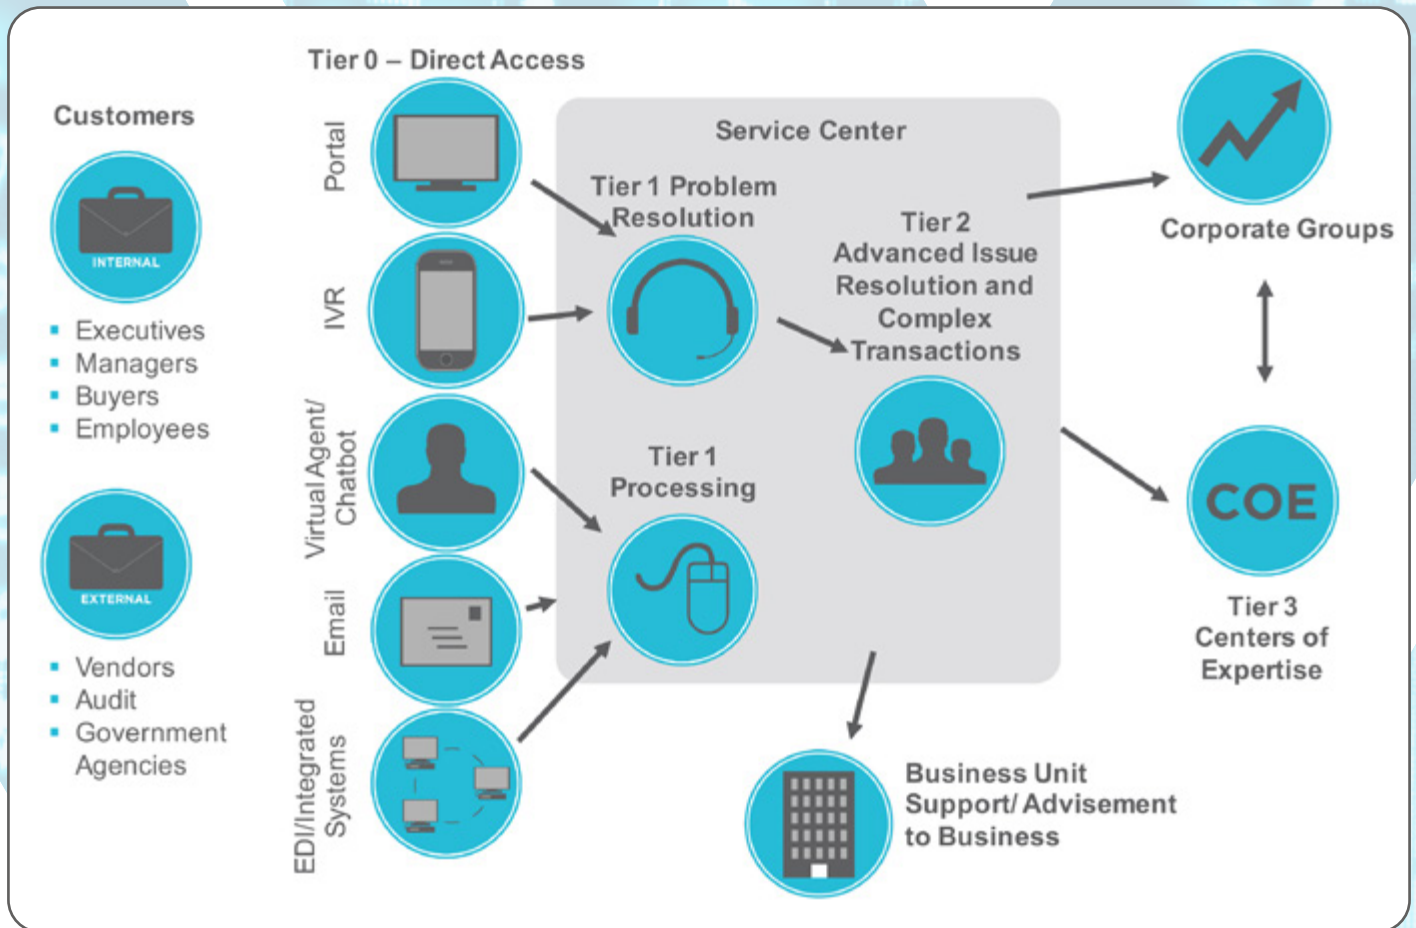 Customers
INTERNAL
▪ Executives
▪ Managers
▪ Buyers
▪ Employees
EXTERNAL
▪ Vendors
▪ Audit
▪ Government
Agencies
Tier 0 – Direct Access
Portal
IVR
Virtual Agent/
Chatbot
Email
EDI/Integrated
Systems
Service Center
Tier 1 Problem
Resolution
Tier 1
Processing
Tier 2
Advanced Issue
Resolution and
Complex
Transactions
Corporate Groups
COE
Tier 3
Centers of
Expertise
Business Unit
Support/ Advisement
to Business